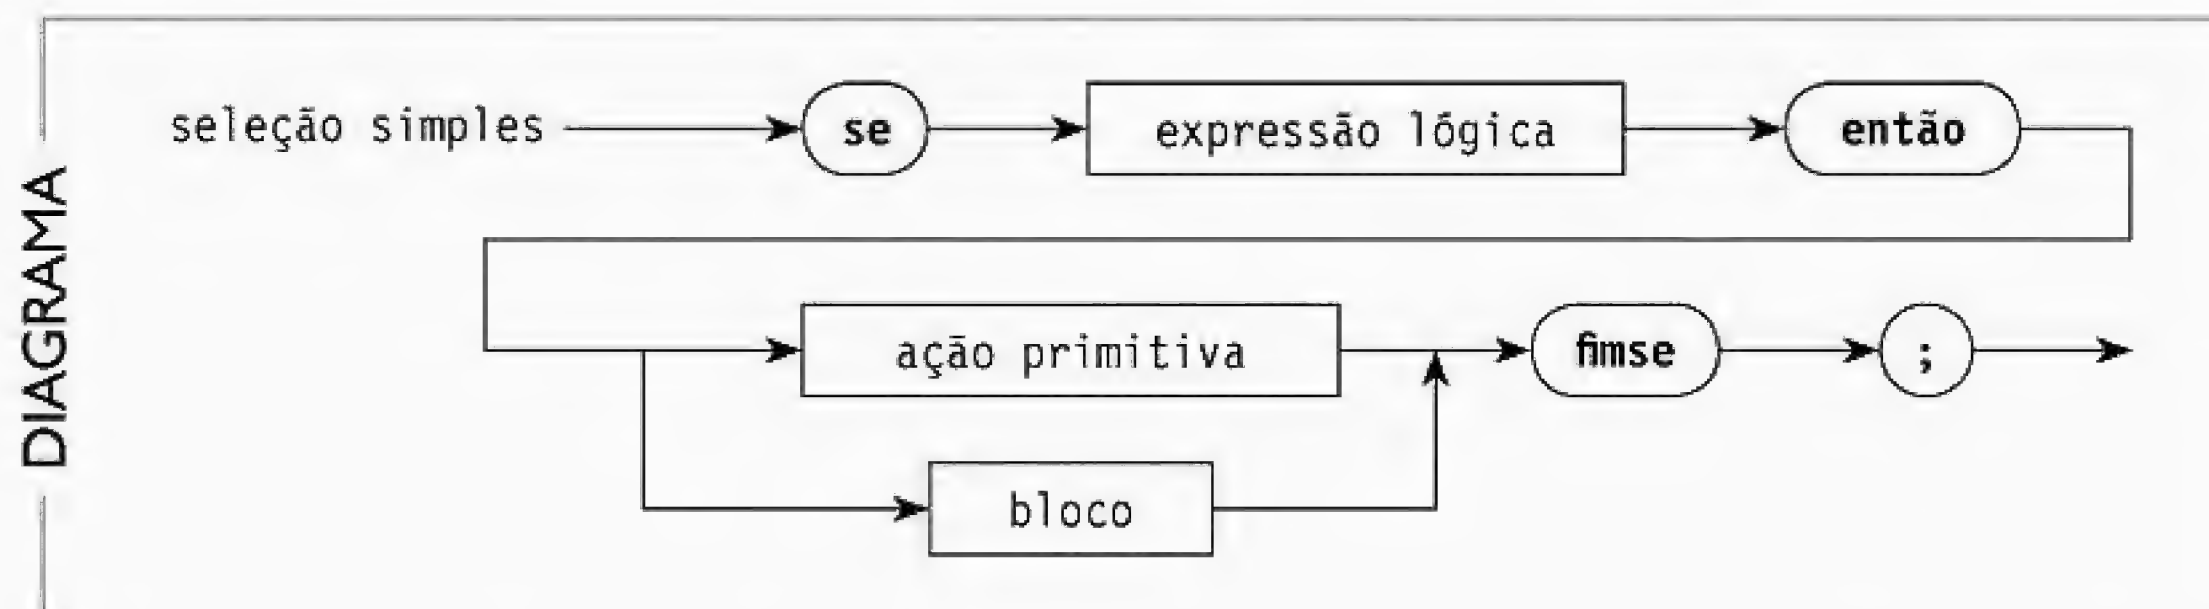 DIAGRAMA
seleção simples se expressão lógica então
ação primitiva fimse ;
bloco